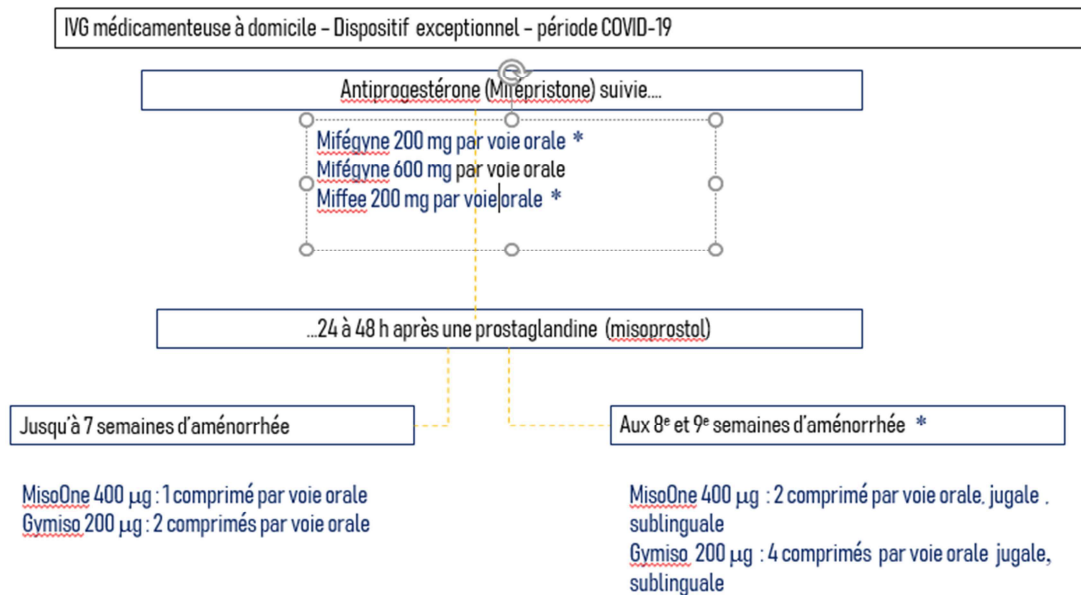 IVG médicamenteuse à domicile – Dispositif exceptionnel – période COVID-19
Antiprogestérone (Mifépristone) suivie....
Mifégyne 200 mg par voie orale *
Mifégyne 600 mg par voie orale
Miffee 200 mg par voie orale *
...24 à 48 h après une prostaglandine (misoprostol)
Jusqu'à 7 semaines d'aménorrhée
MisoOne 400 µg : 1 comprimé par voie orale
Gymiso 200 µg : 2 comprimés par voie orale
Aux 8e et 9e semaines d'aménorrhée *
MisoOne 400 µg : 2 comprimé par voie orale, jugale ,
sublinguale
Gymiso 200 µg : 4 comprimés par voie orale jugale,
sublinguale